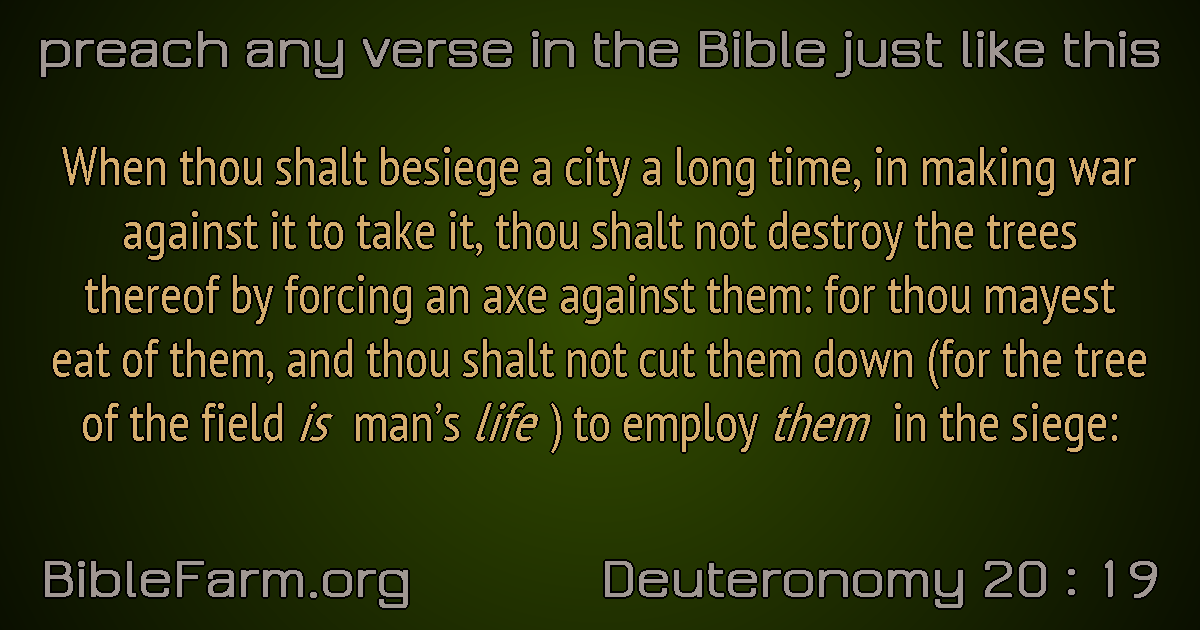 preach any verse in the Bible just like this
When thou shalt besiege a city a long time, in making war
against it to take it, thou shalt not destroy the trees
thereof by forcing an axe against them: for thou mayest
eat of them, and thou shalt not cut them down (for the tree
of the field is man’s life ) to employ them in the siege:
BibleFarm.org
Deuteronomy 20 : 19